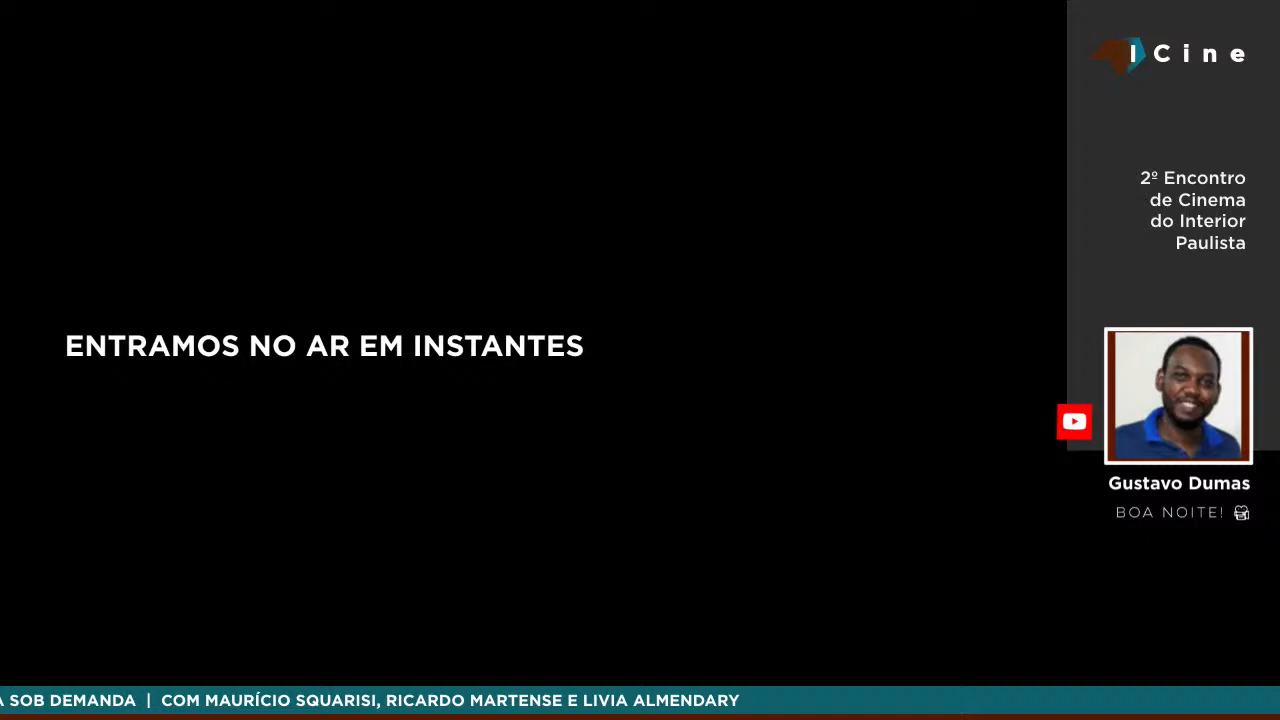 I Cine
2º Encontro
de Cinema
do Interior
Paulista
ENTRAMOS NO AR EM INSTANTES
Gustavo Dumas
BOA NOITE!
A SOB DEMANDA | COM MAURÍCIO SQUARISI, RICARDO MARTENSE E LIVIA ALMENDARY